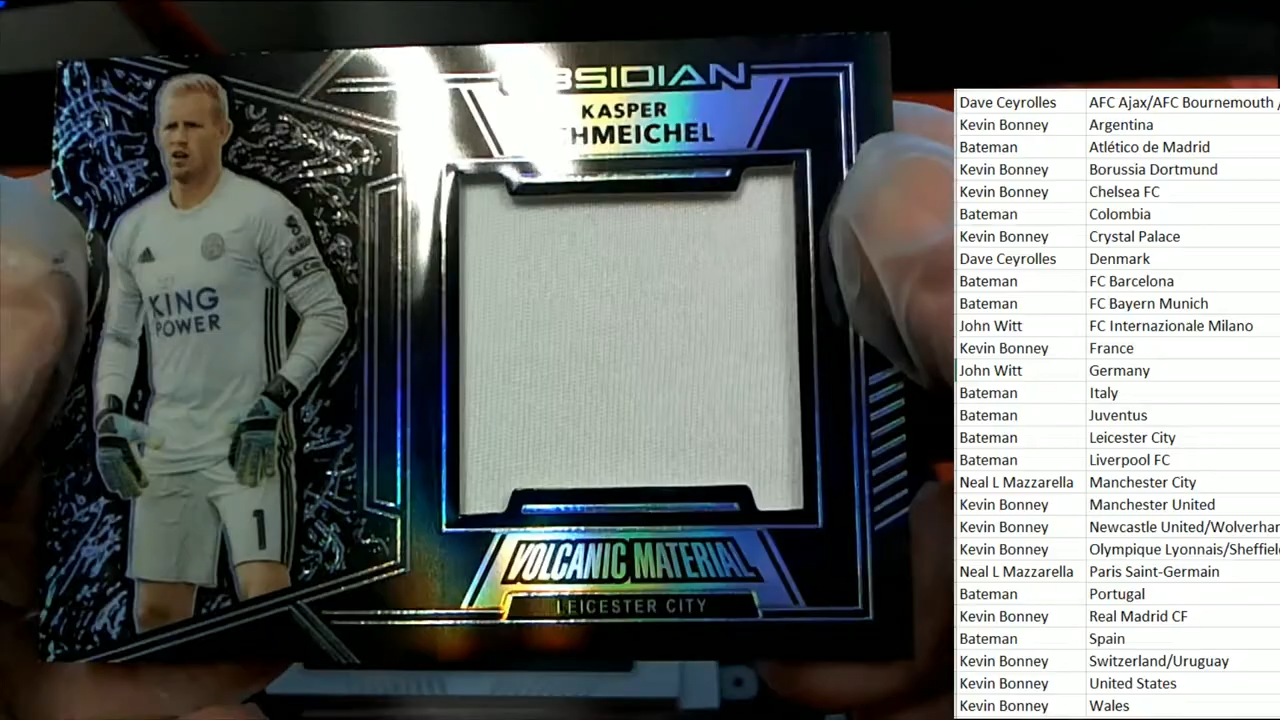 BSIDIAN
KASPER
HMEICHEL
KING
POWER
1
VOLCANIC MATERIAL
LEICESTER CITY
Dave Ceyrolles AFC Ajax/AFC Bournemouth
Kevin Bonney Argentina
Bateman Atlético de Madrid
Kevin Bonney Borussia Dortmund
Kevin Bonney Chelsea FC
Bateman Colombia
Kevin Bonney Crystal Palace
Dave Ceyrolles Denmark
Bateman FC Barcelona
Bateman FC Bayern Munich
John Witt FC Internazionale Milano
Kevin Bonney France
John Witt Germany
Bateman Italy
Bateman Juventus
Bateman Leicester City
Bateman Liverpool FC
Neal L Mazzarella Manchester City
Kevin Bonney Manchester United
Kevin Bonney Newcastle United/Wolverhar
Kevin Bonney Olympique Lyonnais/Sheffiel
Neal L Mazzarella Paris Saint-Germain
Bateman Portugal
Kevin Bonney Real Madrid CF
Bateman Spain
Kevin Bonney Switzerland/Uruguay
Kevin Bonney United States
Kevin Bonney Wales